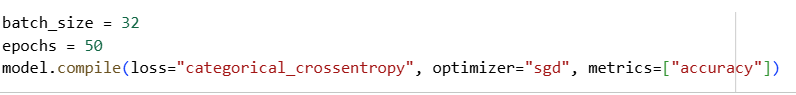 batch_size = 32
epochs = 50
model.compile(loss="categorical_crossentropy", optimizer="sgd", metrics=["accuracy"])